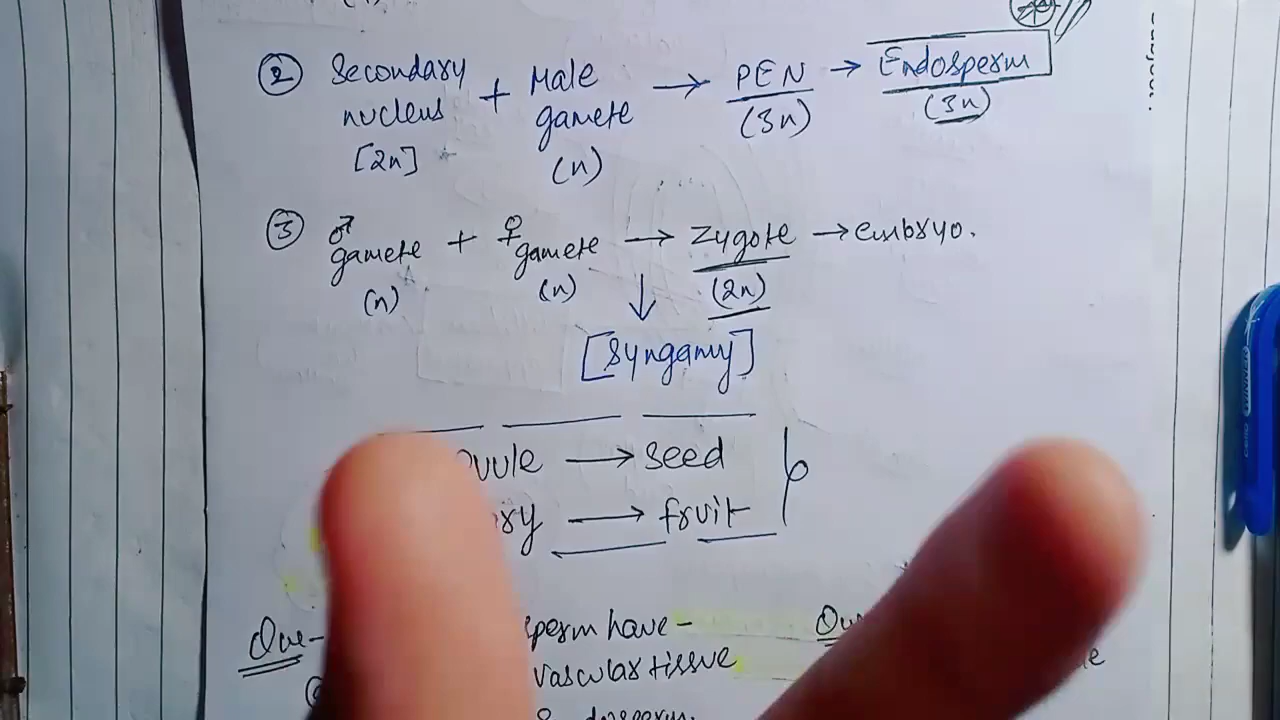 ② Secondary nucleus [2n] + Male gamete (n) → PEN (3n) → Endosperm (3n)
③ ♂ gamete (n) + ♀ gamete (n) → Zygote (2n) → embryo.
↓
[Syngamy]
→ seed
→ fruit
Que-
sperm have-
vascular tissue